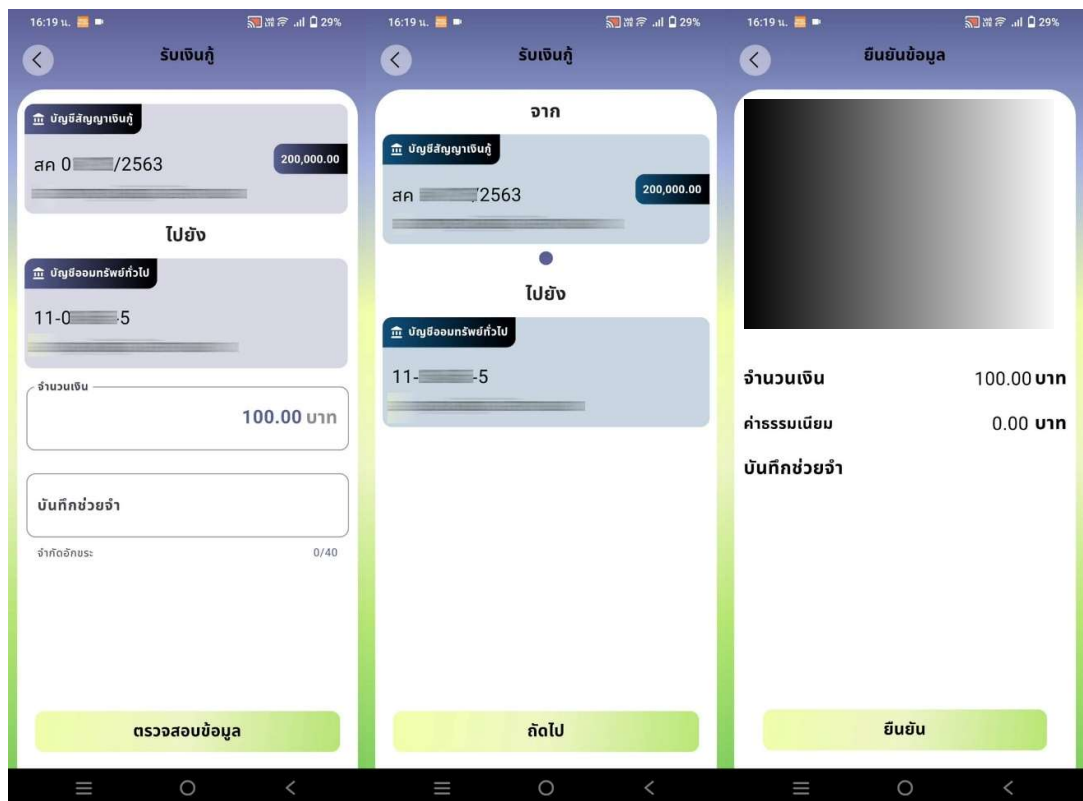 16:19 น.
29%
รับเงินกู้
บัญชีสัญญาเงินกู้
สค 0 /2563
200,000.00
ไปยัง
บัญชีออมทรัพย์ทั่วไป
11-0 -5
จำนวนเงิน
100.00 บาท
บันทึกช่วยจำ
จำกัดอักขระ 0/40
ตรวจสอบข้อมูล
16:19 น.
29%
รับเงินกู้
จาก
บัญชีสัญญาเงินกู้
สค /2563
200,000.00
ไปยัง
บัญชีออมทรัพย์ทั่วไป
11- -5
ถัดไป
16:19 น.
29%
ยืนยันข้อมูล
จำนวนเงิน 100.00 บาท
ค่าธรรมเนียม 0.00 บาท
บันทึกช่วยจำ
ยืนยัน